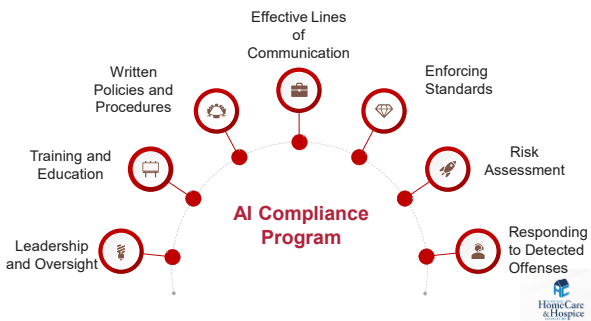 Effective Lines
of
Communication
Written
Policies and
Procedures
Enforcing
Standards
Training and
Education
Risk
Assessment
AI Compliance
Program
Leadership
and Oversight
Responding
to Detected
Offenses
HomeCare
& Hospice